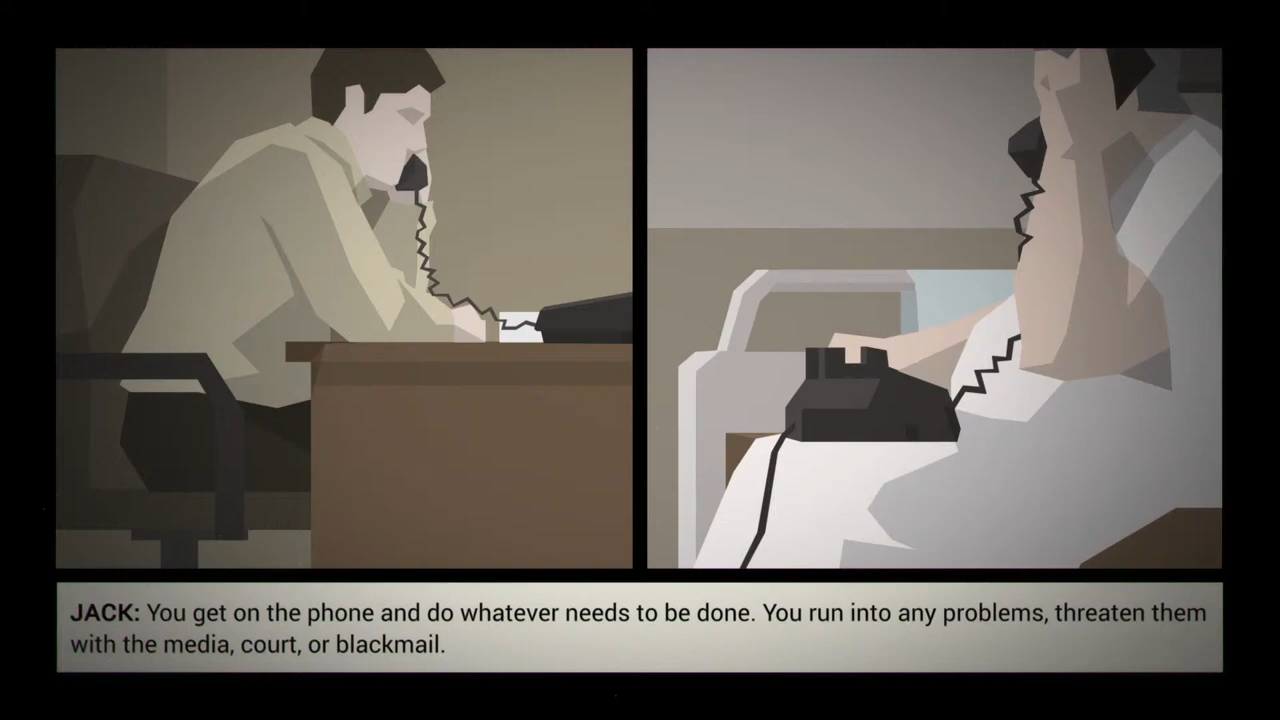 JACK: You get on the phone and do whatever needs to be done. You run into any problems, threaten them
with the media, court, or blackmail.